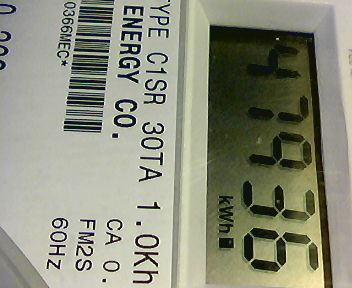 47936
kWh
TYPE C1SR 30TA 1.0Kh
ENERGY CO.
CA 0.
FM2S
60HZ
0366MEC*